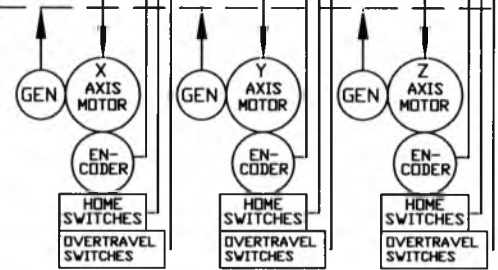 GEN
X
AXIS
MOTOR
EN-
CODER
HOME
SWITCHES
OVERTRAVEL
SWITCHES
GEN
Y
AXIS
MOTOR
EN-
CODER
HOME
SWITCHES
OVERTRAVEL
SWITCHES
GEN
Z
AXIS
MOTOR
EN-
CODER
HOME
SWITCHES
OVERTRAVEL
SWITCHES